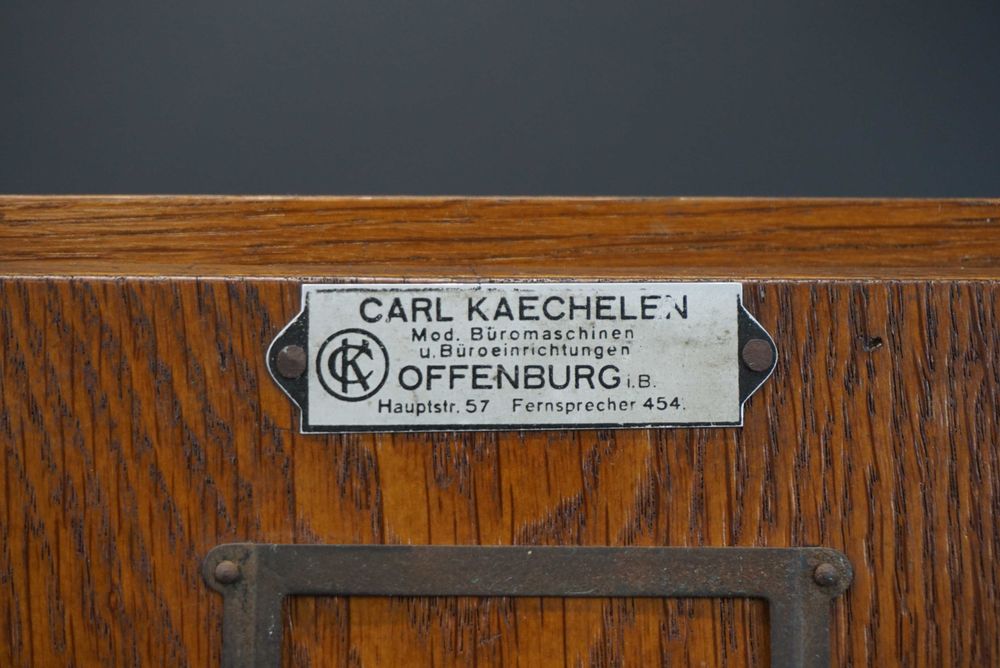 CARL KAECHELEN
Mod. Büromaschinen
u. Büroeinrichtungen
CK
OFFENBURG i.B.
Hauptstr. 57 Fernsprecher 454.